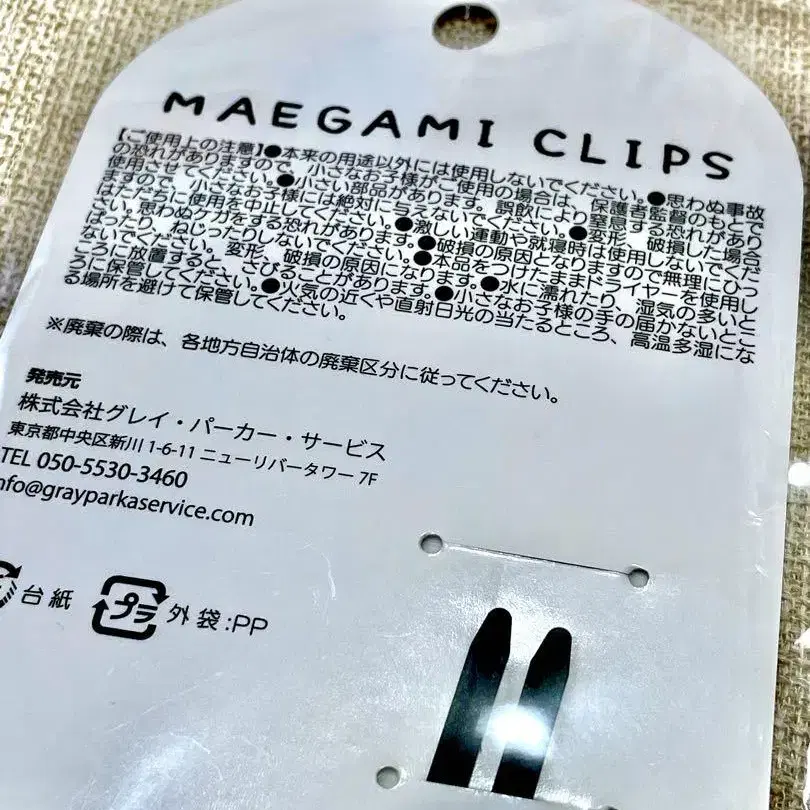 MAEGAMI CLIPS
【ご使用上の注意】●本来の用途以外には使用しないでください。●思わぬ事故
の恐れがありますので、小さなお子様がご使用の場合は、保護者監督のもとで
使用させてください。●小さい部品があります。誤飲により窒息する恐れがあり
ますので、小さなお子様には絶対に与えないでください。●変形、破損した場合
はただちに使用を中止してください。●激しい運動や就寝時は使用しないでくだ
さい。思わぬケガをする恐れがあります。●破損の原因となりますので無理にひっ
ぱったり、ねじったりしないでください。●本品をつけたままドライヤーを使用し
ないでください。変形、破損の原因になります。●水に濡れたり、湿気の多いと
ころに放置すると、さびることがあります。●小さなお子様の手の届かないとこ
ろに保管してください。●火気の近くや直射日光の当たるところ、高温多湿にな
る場所を避けて保管してください。
※廃棄の際は、各地方自治体の廃棄区分に従ってください。
発売元
株式会社グレイ・パーカー・サービス
東京都中央区新川 1-6-11 ニューリバータワー 7F
TEL 050-5530-3460
nfo@grayparkaservice.com
台紙 プラ 外袋:PP